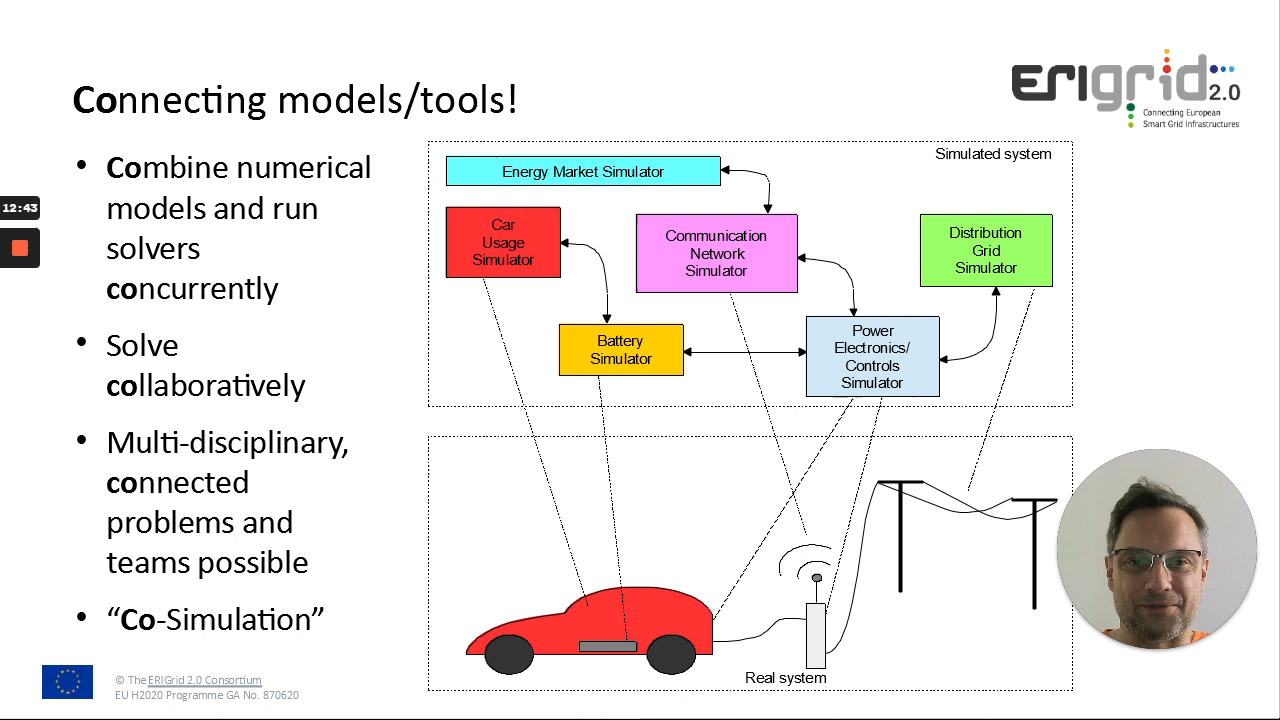 Connecting models/tools!
ERIgrid 2.0
Connecting European
Smart Grid Infrastructures
• Combine numerical
models and run
solvers
concurrently
• Solve
collaboratively
• Multi-disciplinary,
connected
problems and
teams possible
• “Co-Simulation”
12:43
Simulated system
Energy Market Simulator
Car
Usage
Simulator
Communication
Network
Simulator
Distribution
Grid
Simulator
Battery
Simulator
Power
Electronics/
Controls
Simulator
Real system
© The ERIGrid 2.0 Consortium
EU H2020 Programme GA No. 870620